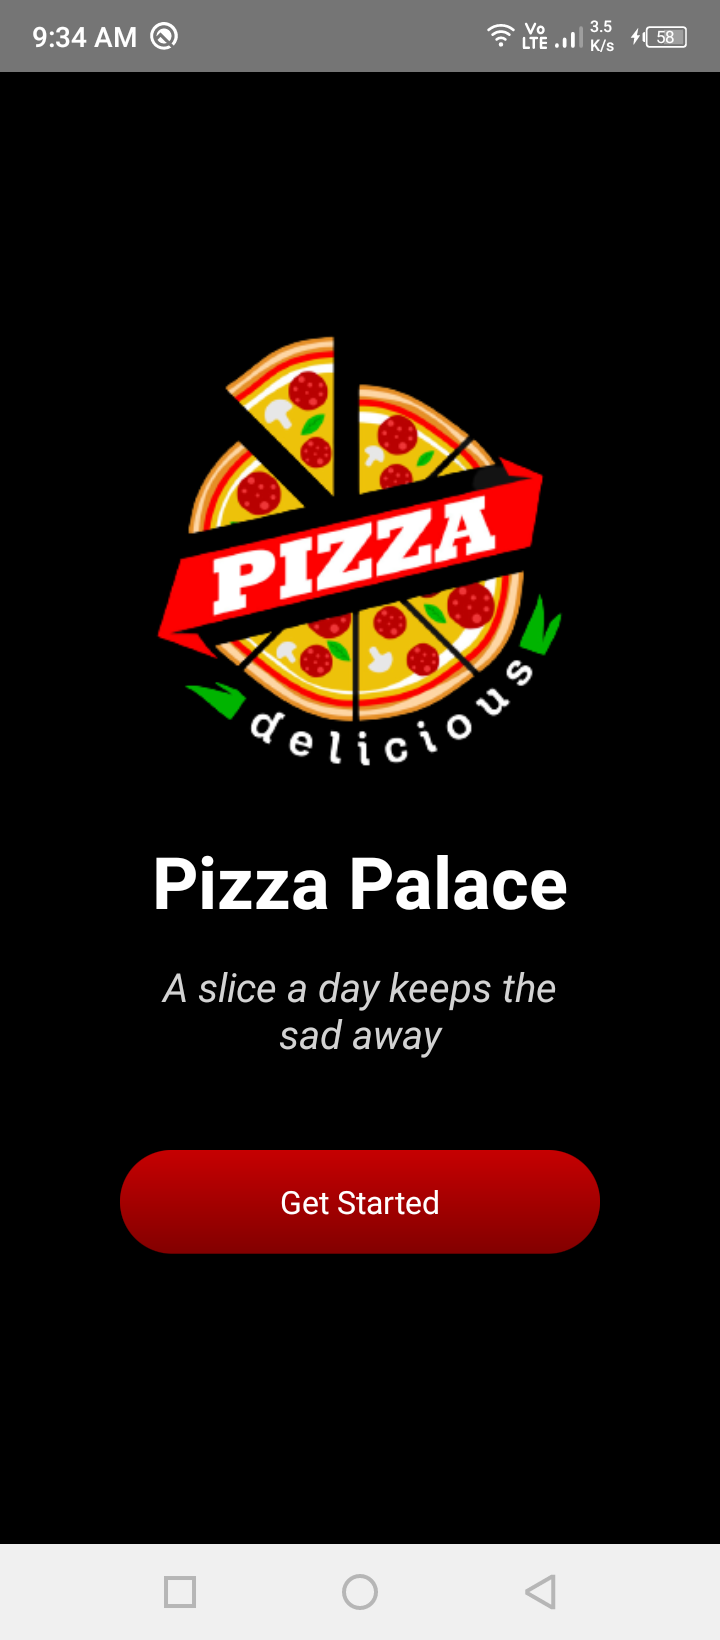 9:34 AM
Vo
LTE
3.5
K/s
58
PIZZA
delicious
Pizza Palace
A slice a day keeps the
sad away
Get Started